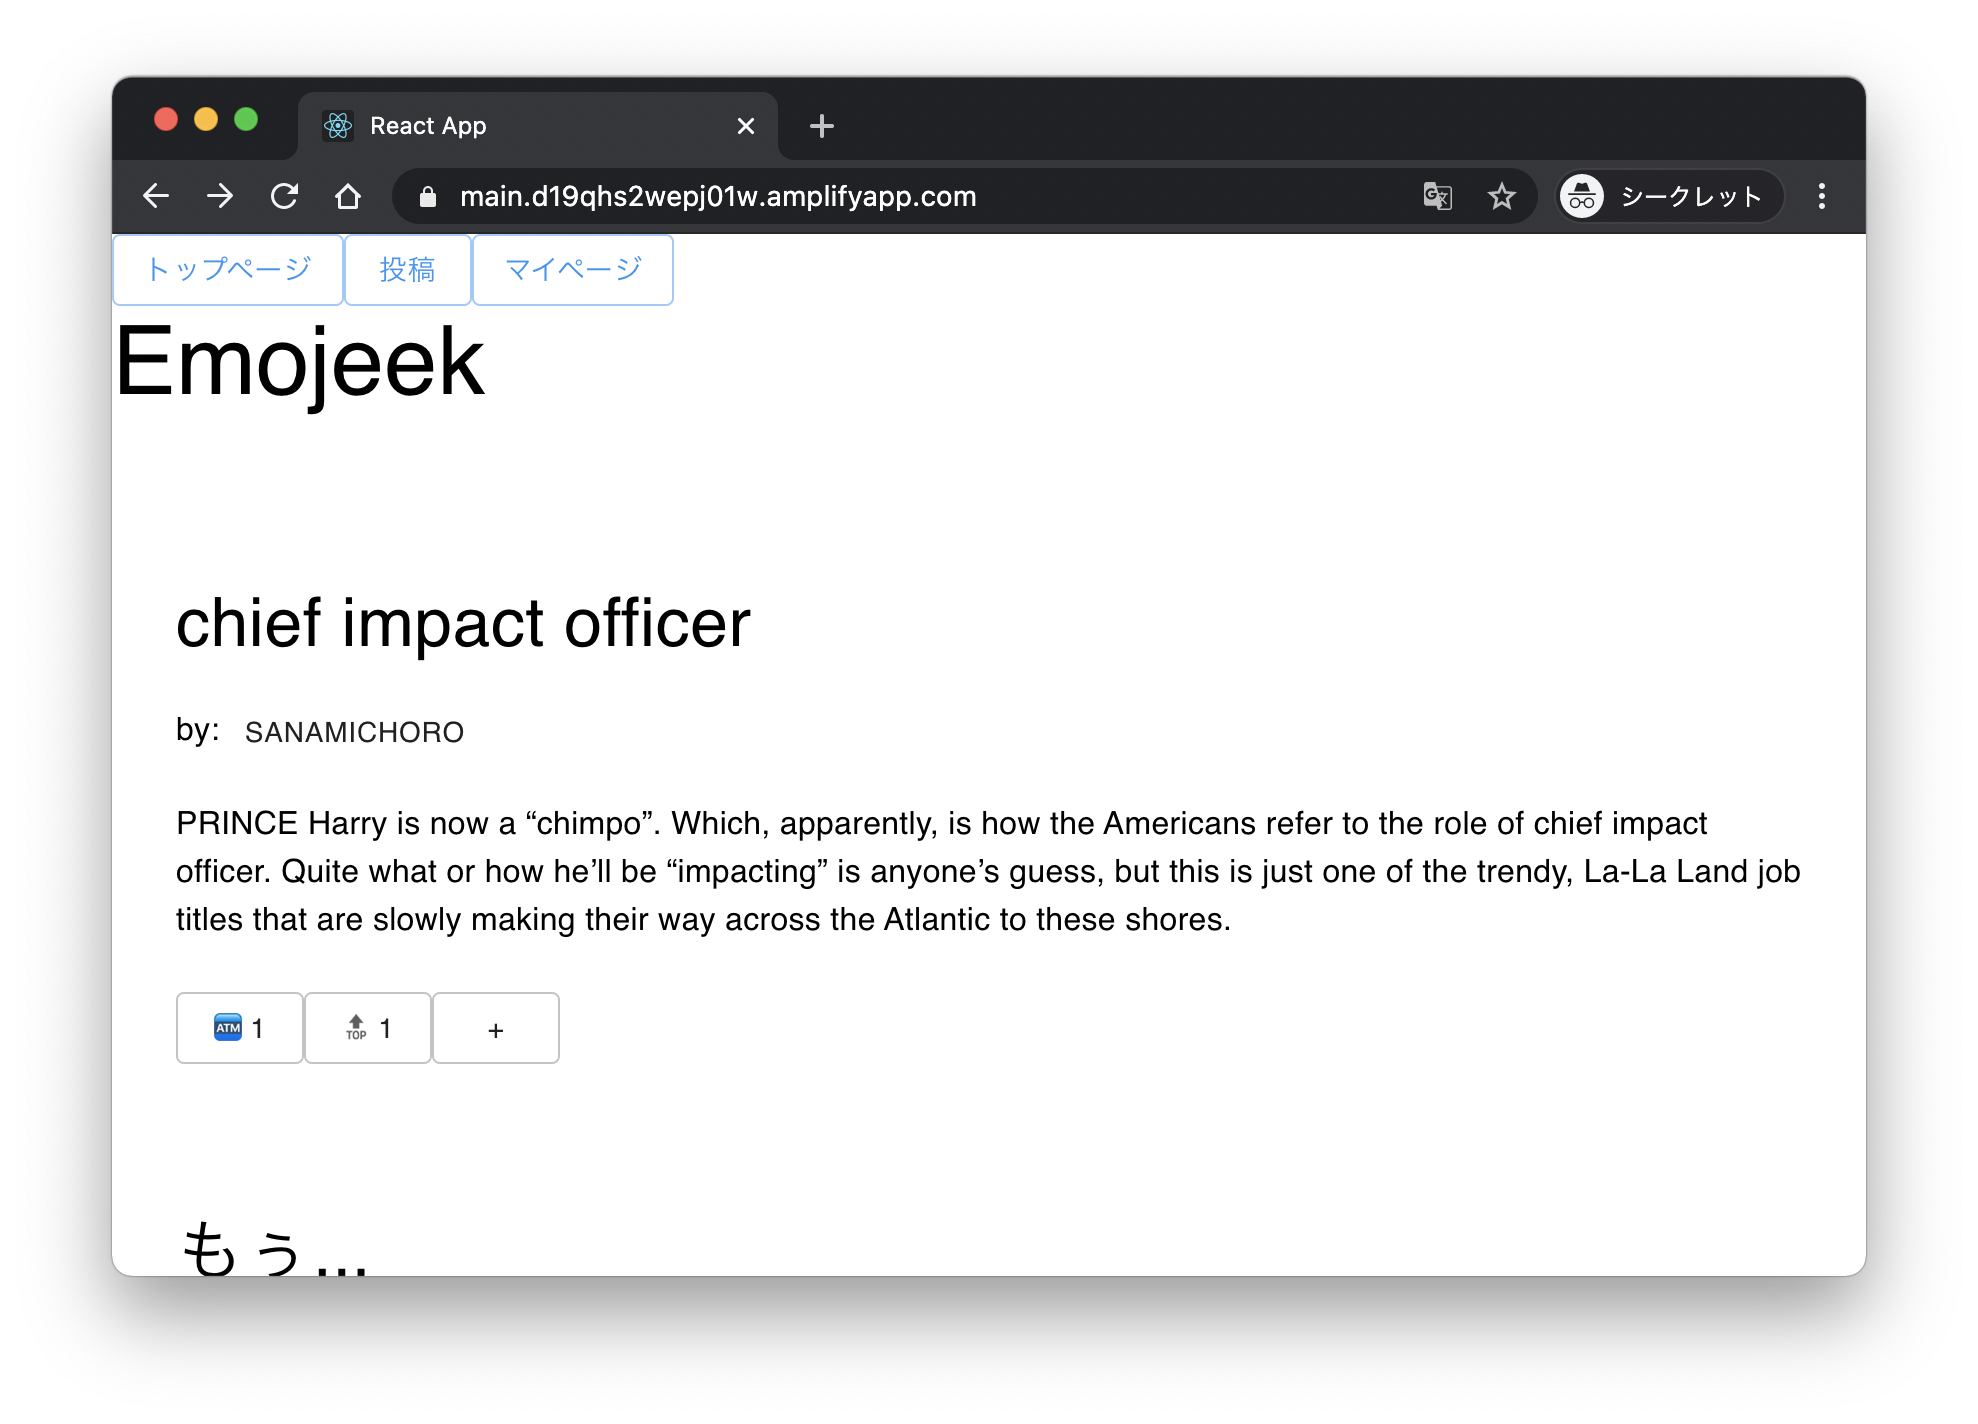 React App
main.d19qhs2wepj01w.amplifyapp.com
シークレット
トップページ 投稿 マイページ
Emojeek
chief impact officer
by: SANAMICHORO
PRINCE Harry is now a “chimpo”. Which, apparently, is how the Americans refer to the role of chief impact
officer. Quite what or how he’ll be “impacting” is anyone’s guess, but this is just one of the trendy, La-La Land job
titles that are slowly making their way across the Atlantic to these shores.
🏧 1 🔝 1 +
もぅ...